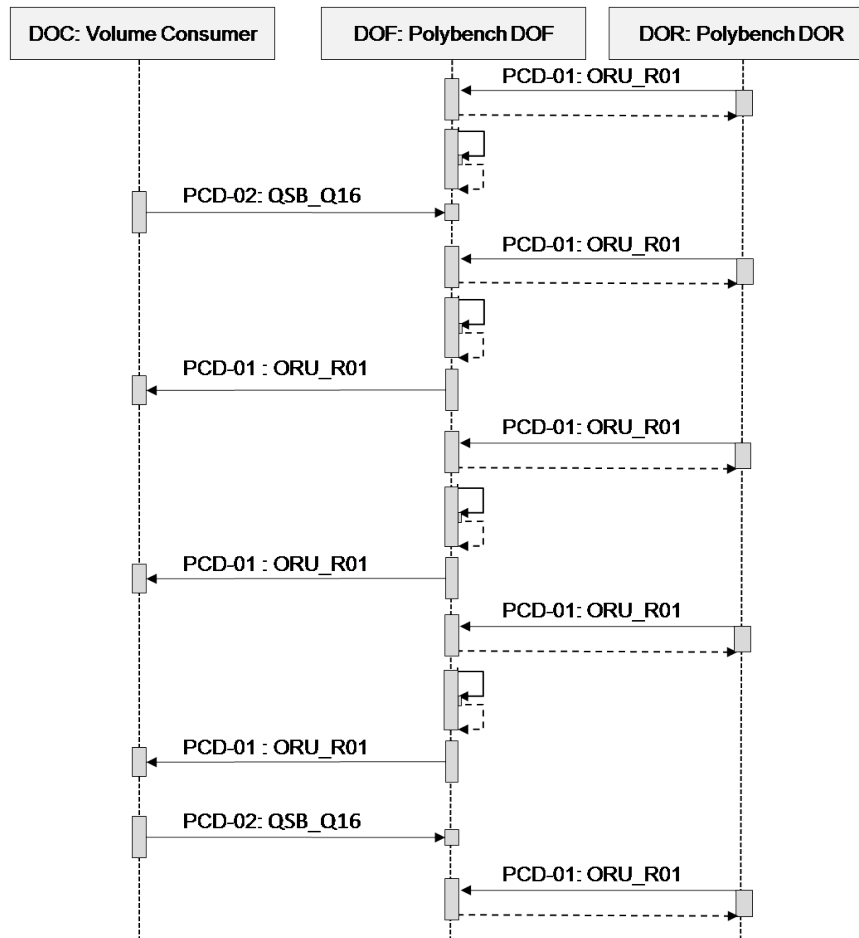 DOC: Volume Consumer
DOF: Polybench DOF
DOR: Polybench DOR
PCD-01: ORU_R01
PCD-02: QSB_Q16
PCD-01: ORU_R01
PCD-01 : ORU_R01
PCD-01: ORU_R01
PCD-01 : ORU_R01
PCD-01: ORU_R01
PCD-01 : ORU_R01
PCD-02: QSB_Q16
PCD-01: ORU_R01